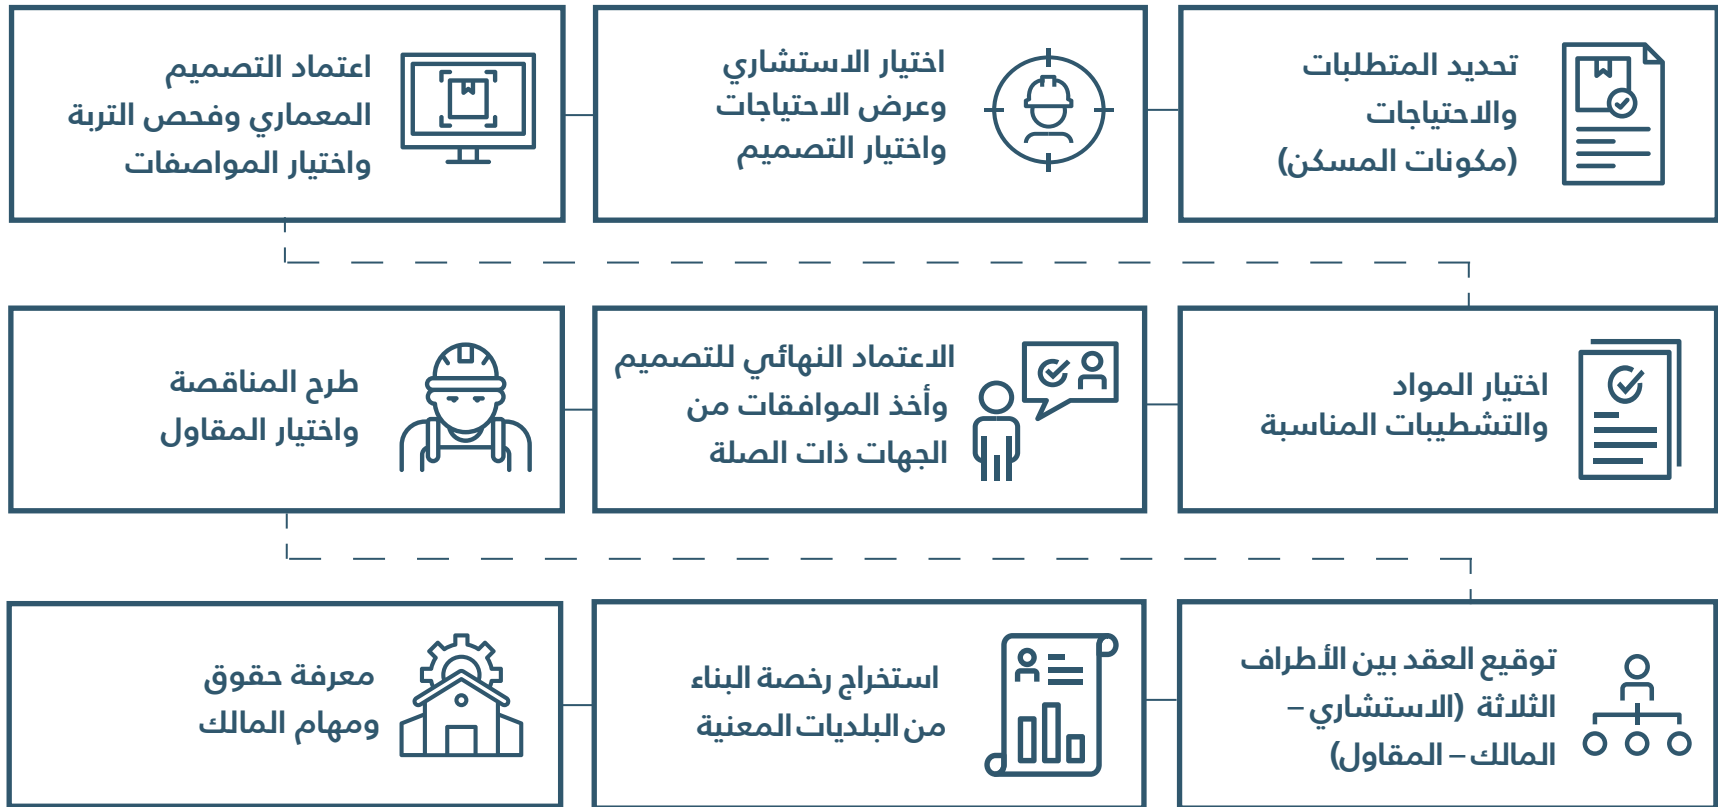 تحديد المتطلبات
والاحتياجات
(مكونات المسكن)
اختيار الاستشاري
وعرض الاحتياجات
واختيار التصميم
اعتماد التصميم
المعماري وفحص التربة
واختيار المواصفات
اختيار المواد
والتشطيبات المناسبة
الاعتماد النهائي للتصميم
وأخذ الموافقات من
الجهات ذات الصلة
طرح المناقصة
واختيار المقاول
توقيع العقد بين الأطراف
الثلاثة (الاستشاري –
المالك – المقاول)
استخراج رخصة البناء
من البلديات المعنية
معرفة حقوق
ومهام المالك